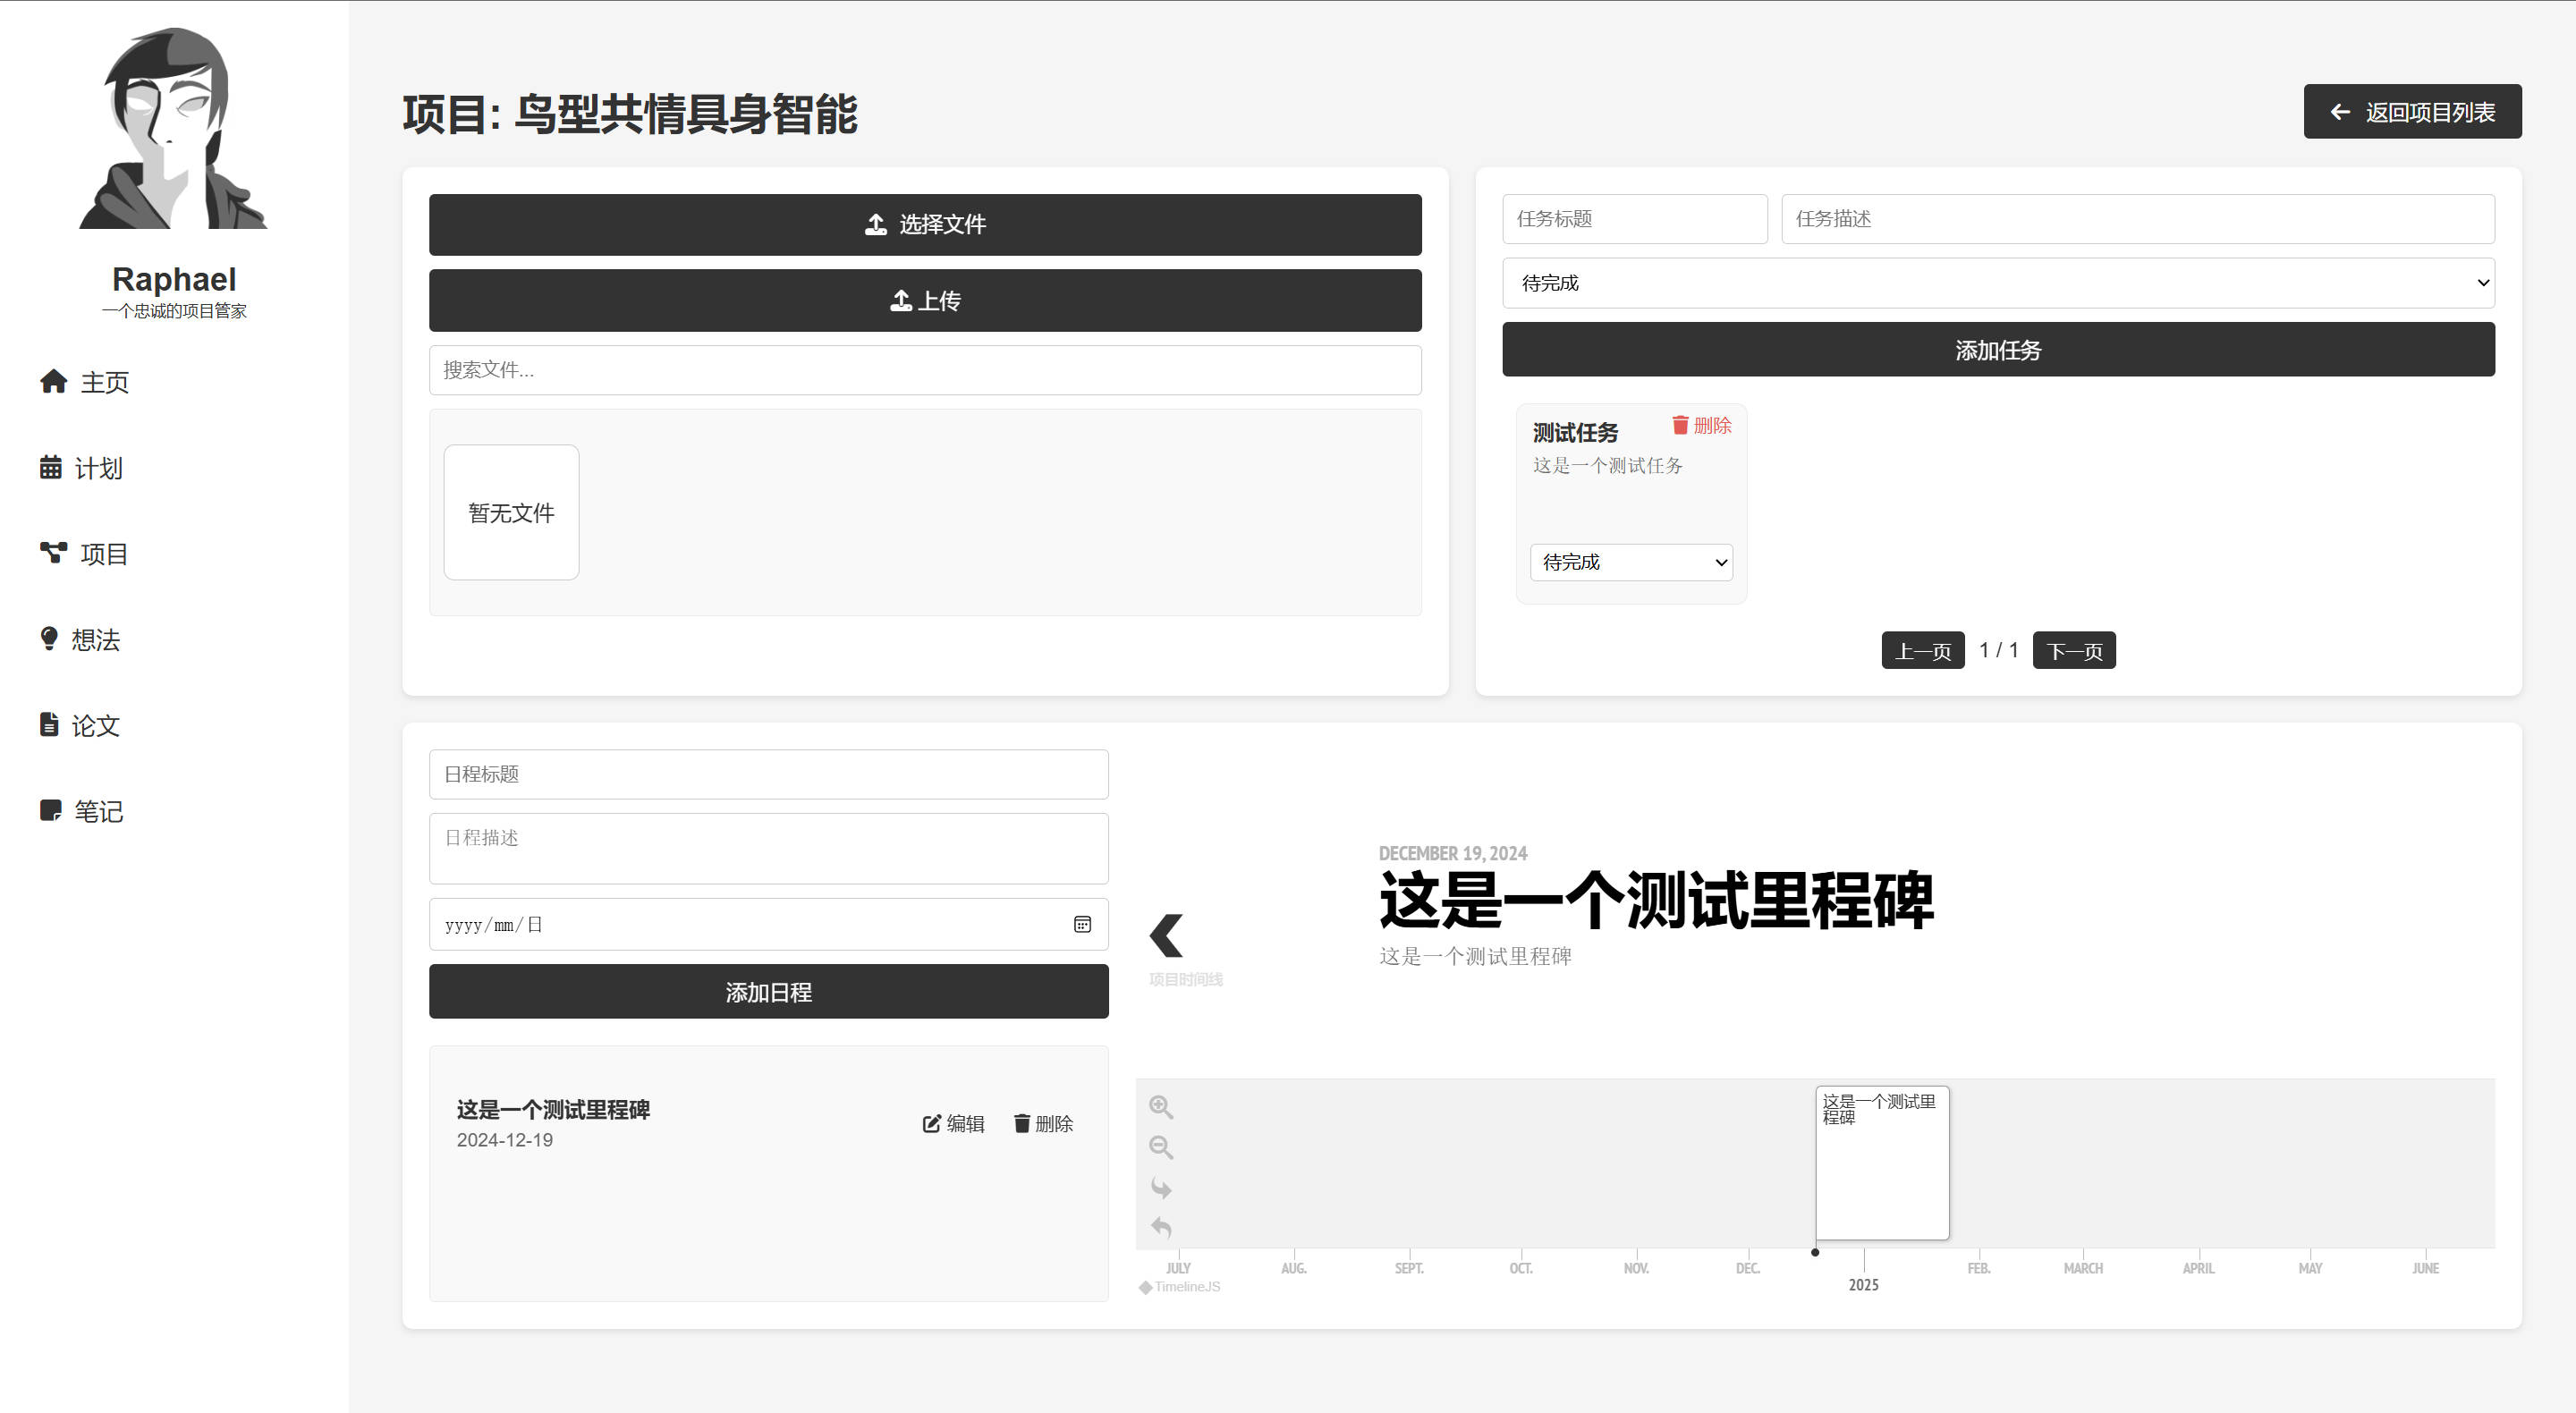 Raphael
一个忠诚的项目管家
主页
计划
项目
想法
论文
笔记
项目: 鸟型共情具身智能
返回项目列表
选择文件
上传
搜索文件...
暂无文件
任务标题
任务描述
待完成
添加任务
测试任务
删除
这是一个测试任务
待完成
上一页
1 / 1
下一页
日程标题
日程描述
yyyy/mm/日
添加日程
这是一个测试里程碑
2024-12-19
编辑
删除
项目时间线
DECEMBER 19, 2024
这是一个测试里程碑
这是一个测试里程碑
这是一个测试里
程碑
JULY
AUG.
SEPT.
OCT.
NOV.
DEC.
2025
FEB.
MARCH
APRIL
MAY
JUNE
TimelineJS